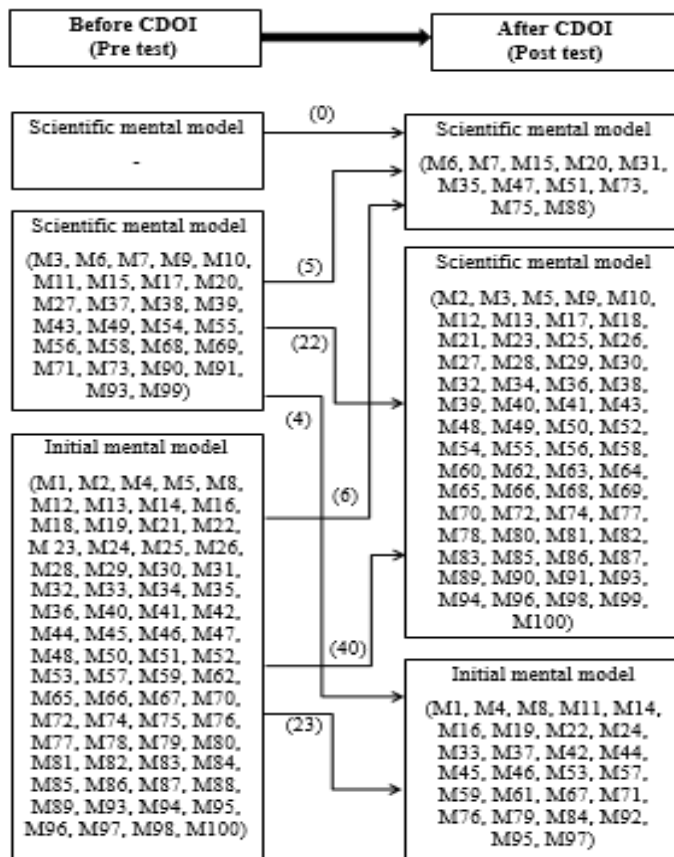 Before CDOI
(Pre test)
After CDOI
(Post test)
Scientific mental model
-
(0)
Scientific mental model
(M6, M7, M15, M20, M31,
M35, M47, M51, M73,
M75, M88)
Scientific mental model
(M3, M6, M7, M9, M10,
M11, M15, M17, M20,
M27, M37, M38, M39,
M43, M49, M54, M55,
M56, M58, M68, M69,
M71, M73, M90, M91,
M93, M99)
(5)
(22)
(4)
Scientific mental model
(M2, M3, M5, M9, M10,
M12, M13, M17, M18,
M21, M23, M25, M26,
M27, M28, M29, M30,
M32, M34, M36, M38,
M39, M40, M41, M43,
M48, M49, M50, M52,
M54, M55, M56, M58,
M60, M62, M63, M64,
M65, M66, M68, M69,
M70, M72, M74, M77,
M78, M80, M81, M82,
M83, M85, M86, M87,
M89, M90, M91, M93,
M94, M96, M98, M99,
M100)
Initial mental model
(M1, M2, M4, M5, M8,
M12, M13, M14, M16,
M18, M19, M21, M22,
M 23, M24, M25, M26,
M28, M29, M30, M31,
M32, M33, M34, M35,
M36, M40, M41, M42,
M44, M45, M46, M47,
M48, M50, M51, M52,
M53, M57, M59, M62,
M65, M66, M67, M70,
M72, M74, M75, M76,
M77, M78, M79, M80,
M81, M82, M83, M84,
M85, M86, M87, M88,
M89, M93, M94, M95,
M96, M97, M98, M100)
(6)
(40)
(23)
Initial mental model
(M1, M4, M8, M11, M14,
M16, M19, M22, M24,
M33, M37, M42, M44,
M45, M46, M53, M57,
M59, M61, M67, M71,
M76, M79, M84, M92,
M95, M97)